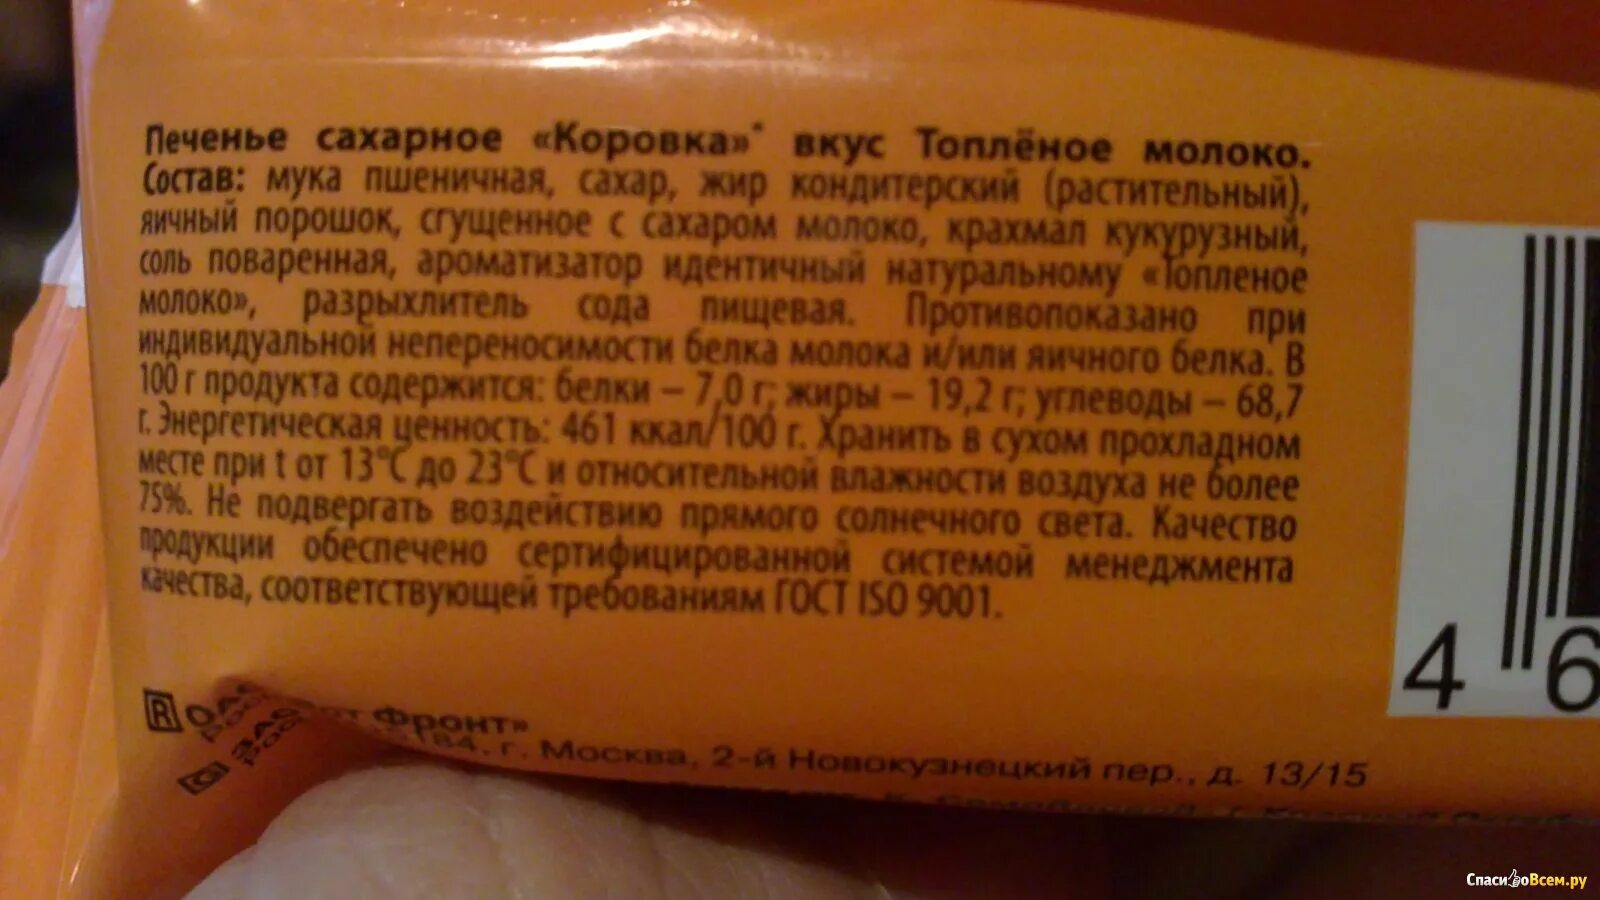 Печенье сахарное «Коровка»* вкус Топлёное молоко.
Состав: мука пшеничная, сахар, жир кондитерский (растительный),
яичный порошок, сгущенное с сахаром молоко, крахмал кукурузный,
соль поваренная, ароматизатор идентичный натуральному «Топленое
молоко», разрыхлитель сода пищевая. Противопоказано при
индивидуальной непереносимости белка молока и/или яичного белка. В
100 г продукта содержится: белки – 7,0 г; жиры – 19,2 г; углеводы – 68,7
г. Энергетическая ценность: 461 ккал/100 г. Хранить в сухом прохладном
месте при t от 13°С до 23°С и относительной влажности воздуха не более
75%. Не подвергать воздействию прямого солнечного света. Качество
продукции обеспечено сертифицированной системой менеджмента
качества, соответствующей требованиям ГОСТ ISO 9001.
R Фронт»
184, г. Москва, 2-й Новокузнецкий пер., д. 13/15
G ЗАО
4 6
СпасибоВсем.ру